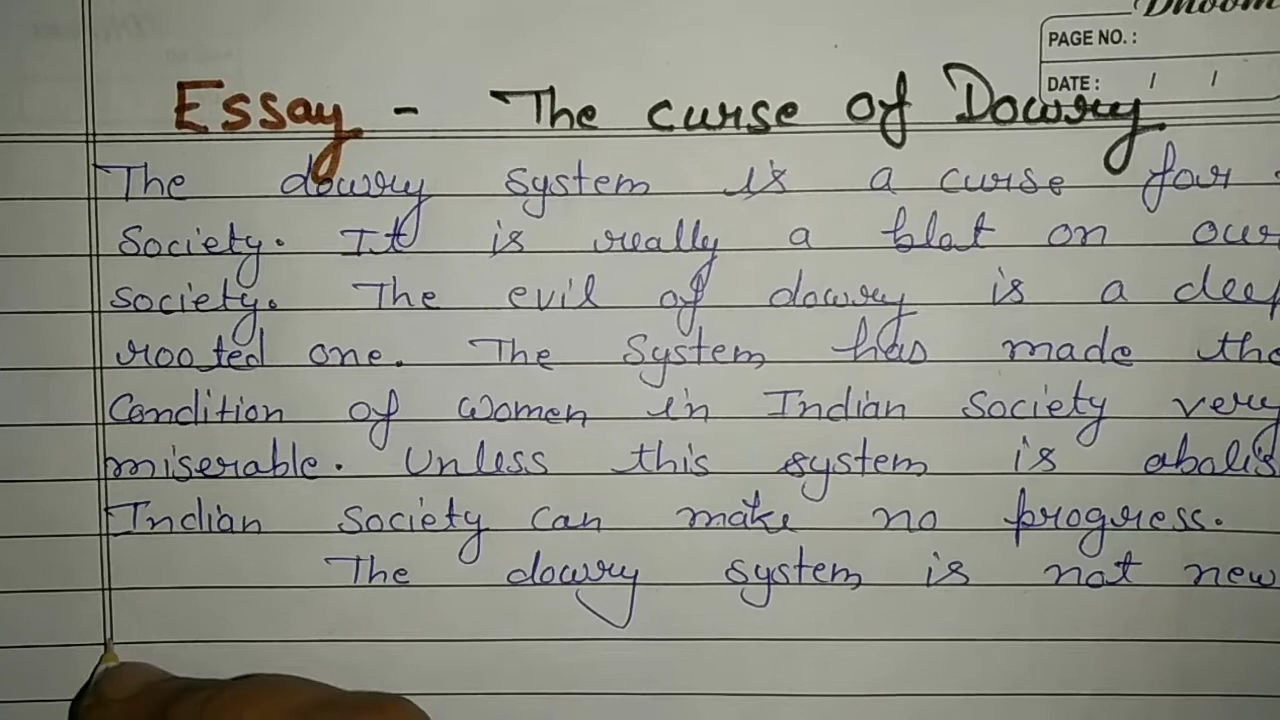 Dhoom
PAGE NO. :
DATE : / /
Essay - The curse of Dowry
The dowry system is a curse for
Society. It is really a blot on our
society. The evil of dowry is a deep
rooted one. The System has made the
Condition of women in Indian Society very
miserable. Unless this system is abolis
Indian Society can make no progress.
The dowry system is not new